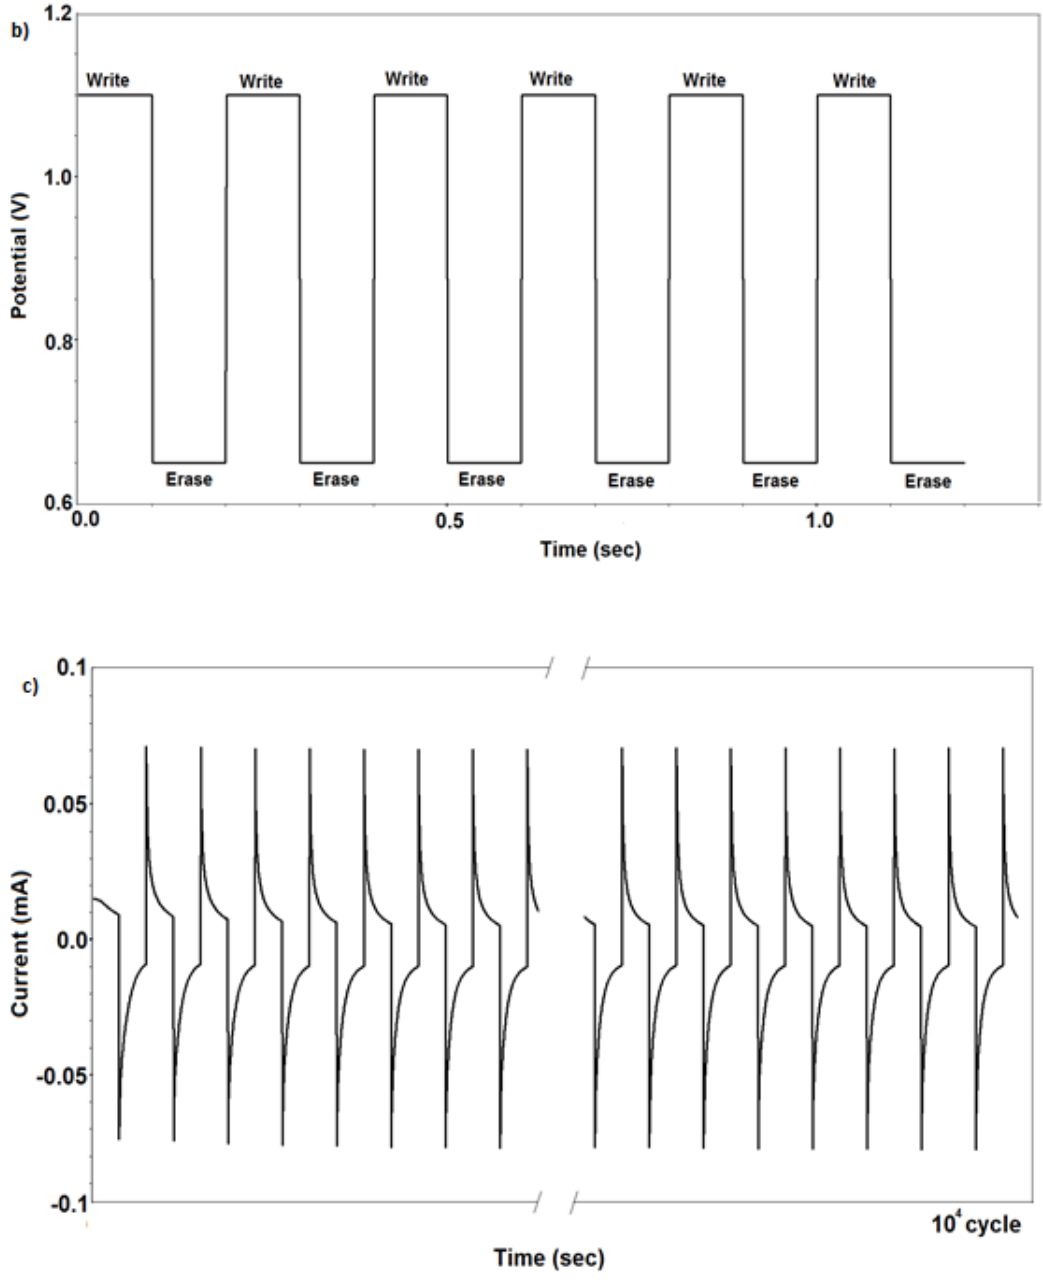 b)
1.2
Write Write Write Write Write Write
1.0
Potential (V)
0.8
Erase Erase Erase Erase Erase Erase
0.6
0.0 0.5 1.0
Time (sec)
0.1
c)
0.05
Current (mA)
0.0
-0.05
-0.1
10⁴ cycle
Time (sec)